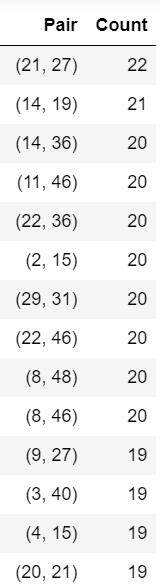 Pair Count
(21, 27) 22
(14, 19) 21
(14, 36) 20
(11, 46) 20
(22, 36) 20
(2, 15) 20
(29, 31) 20
(22, 46) 20
(8, 48) 20
(8, 46) 20
(9, 27) 19
(3, 40) 19
(4, 15) 19
(20, 21) 19